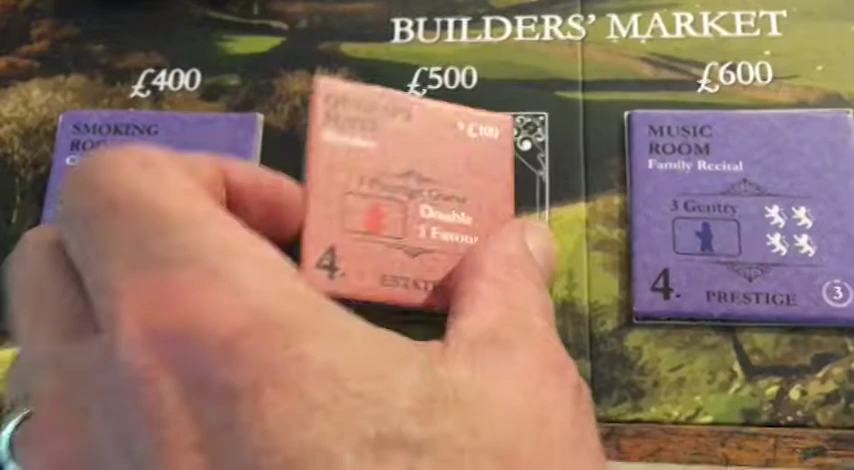 BUILDERS' MARKET
£400
£500
£600
SMOKING
£100
Double
1 Favour
4
MUSIC
ROOM
Family Recital
3 Gentry
4
PRESTIGE
3